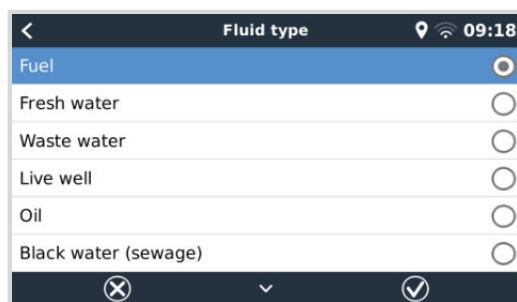 Fluid type 09:18
Fuel
Fresh water
Waste water
Live well
Oil
Black water (sewage)